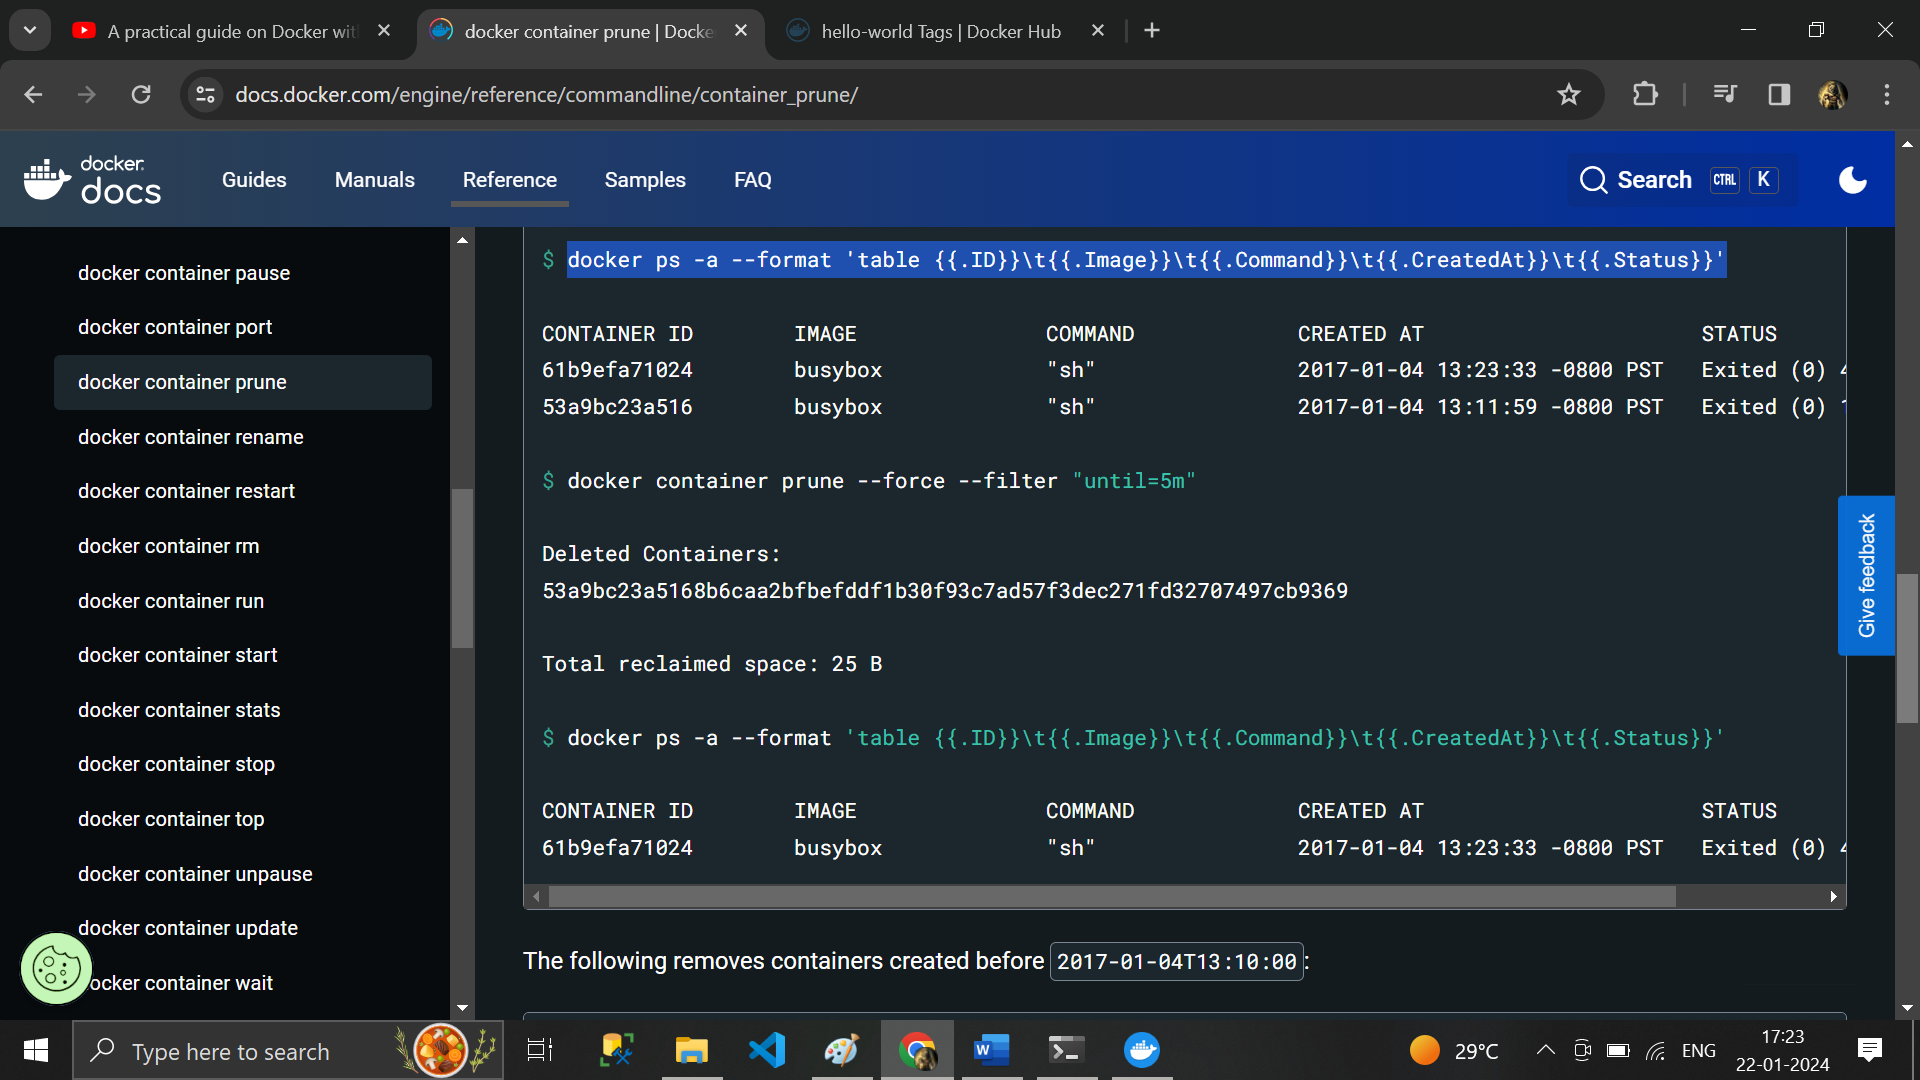 A practical guide on Docker wit
docker container prune | Docke
hello-world Tags | Docker Hub
docs.docker.com/engine/reference/commandline/container_prune/
docker
docs
Guides
Manuals
Reference
Samples
FAQ
Search
CTRL
K
docker container pause
docker container port
docker container prune
docker container rename
docker container restart
docker container rm
docker container run
docker container start
docker container stats
docker container stop
docker container top
docker container unpause
docker container update
ocker container wait
$ docker ps -a --format 'table {{.ID}}\t{{.Image}}\t{{.Command}}\t{{.CreatedAt}}\t{{.Status}}'
CONTAINER ID IMAGE COMMAND CREATED AT STATUS
61b9efa71024 busybox "sh" 2017-01-04 13:23:33 -0800 PST Exited (0)
53a9bc23a516 busybox "sh" 2017-01-04 13:11:59 -0800 PST Exited (0)
$ docker container prune --force --filter "until=5m"
Deleted Containers:
53a9bc23a5168b6caa2bfbefddf1b30f93c7ad57f3dec271fd32707497cb9369
Total reclaimed space: 25 B
$ docker ps -a --format 'table {{.ID}}\t{{.Image}}\t{{.Command}}\t{{.CreatedAt}}\t{{.Status}}'
CONTAINER ID IMAGE COMMAND CREATED AT STATUS
61b9efa71024 busybox "sh" 2017-01-04 13:23:33 -0800 PST Exited (0)
The following removes containers created before 2017-01-04T13:10:00:
Give feedback
Type here to search
29°C
ENG
17:23
22-01-2024